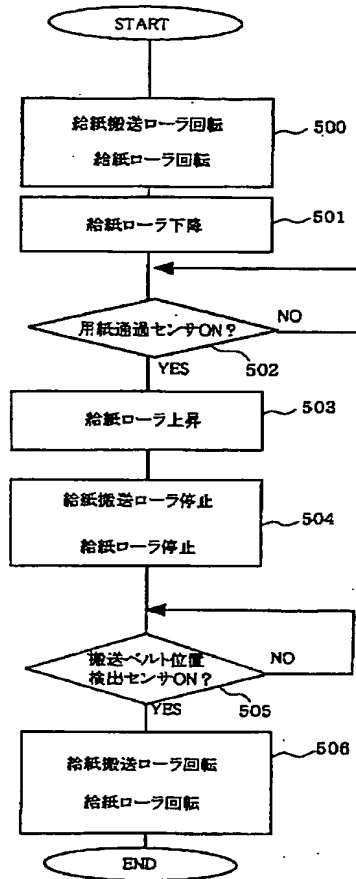 START
給紙搬送ローラ回転
給紙ローラ回転
500
給紙ローラ下降
501
用紙通過センサON?
NO
502
YES
給紙ローラ上昇
503
給紙搬送ローラ停止
給紙ローラ停止
504
搬送ベルト位置
検出センサON?
NO
505
YES
給紙搬送ローラ回転
給紙ローラ回転
506
END